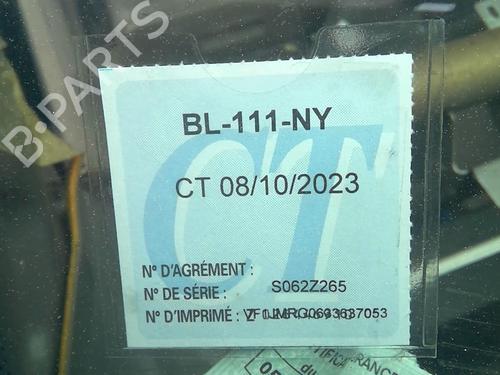 B-PARTS
CT
BL-111-NY
CT 08/10/2023
N° D'AGRÉMENT :
N° DE SÉRIE : S062Z265
N° D'IMPRIMÉ :